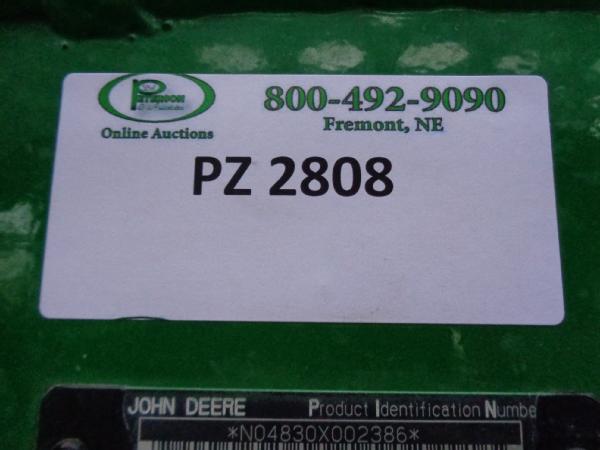 PETERSON
Online Auctions
800-492-9090
Fremont, NE
PZ 2808
JOHN DEERE Product Identification Numbe
*N04830X002386*